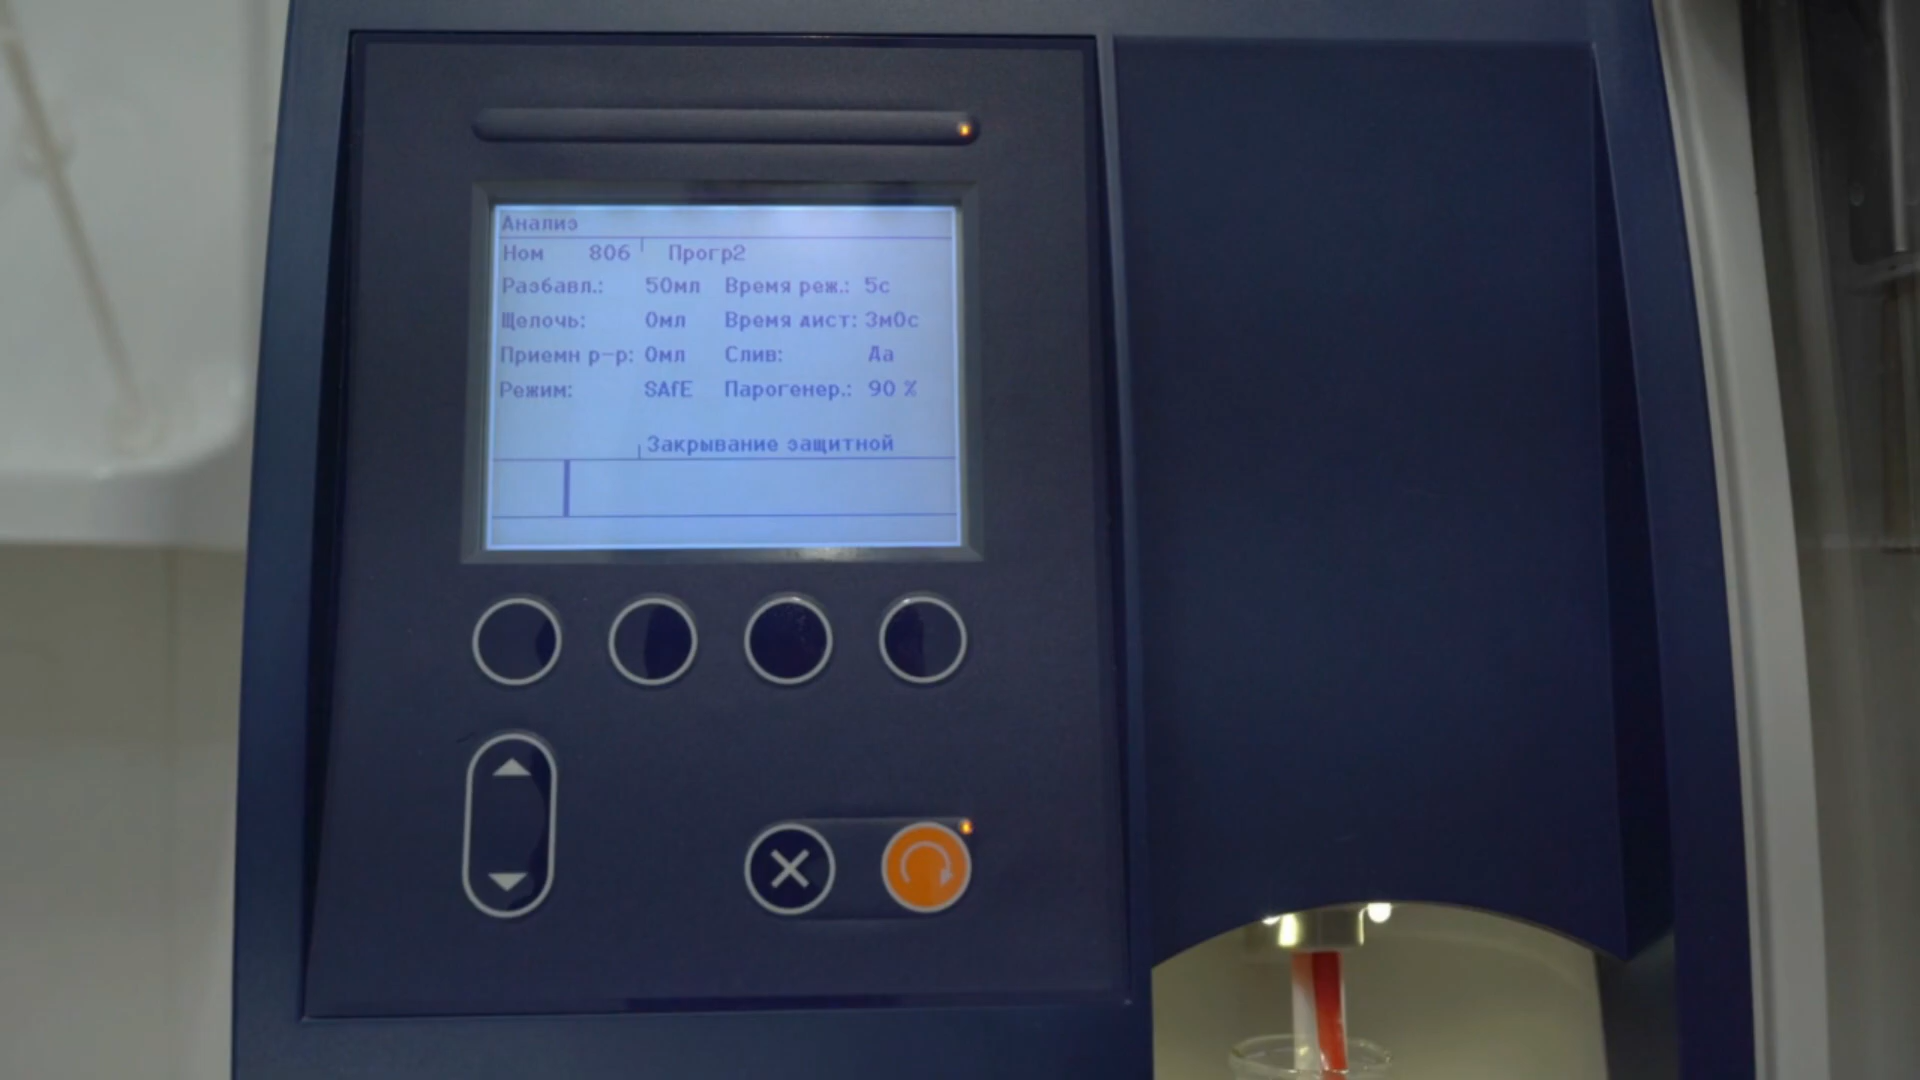 Анализ
Ном 806 Прогр2
Разбавл.: 50мл Время реж.: 5с
Щелочь: 0мл Время дист: 3м0с
Приемн р-р: 0мл Слив: Да
Режим: SAfE Парогенер.: 90 %
Закрывание защитной